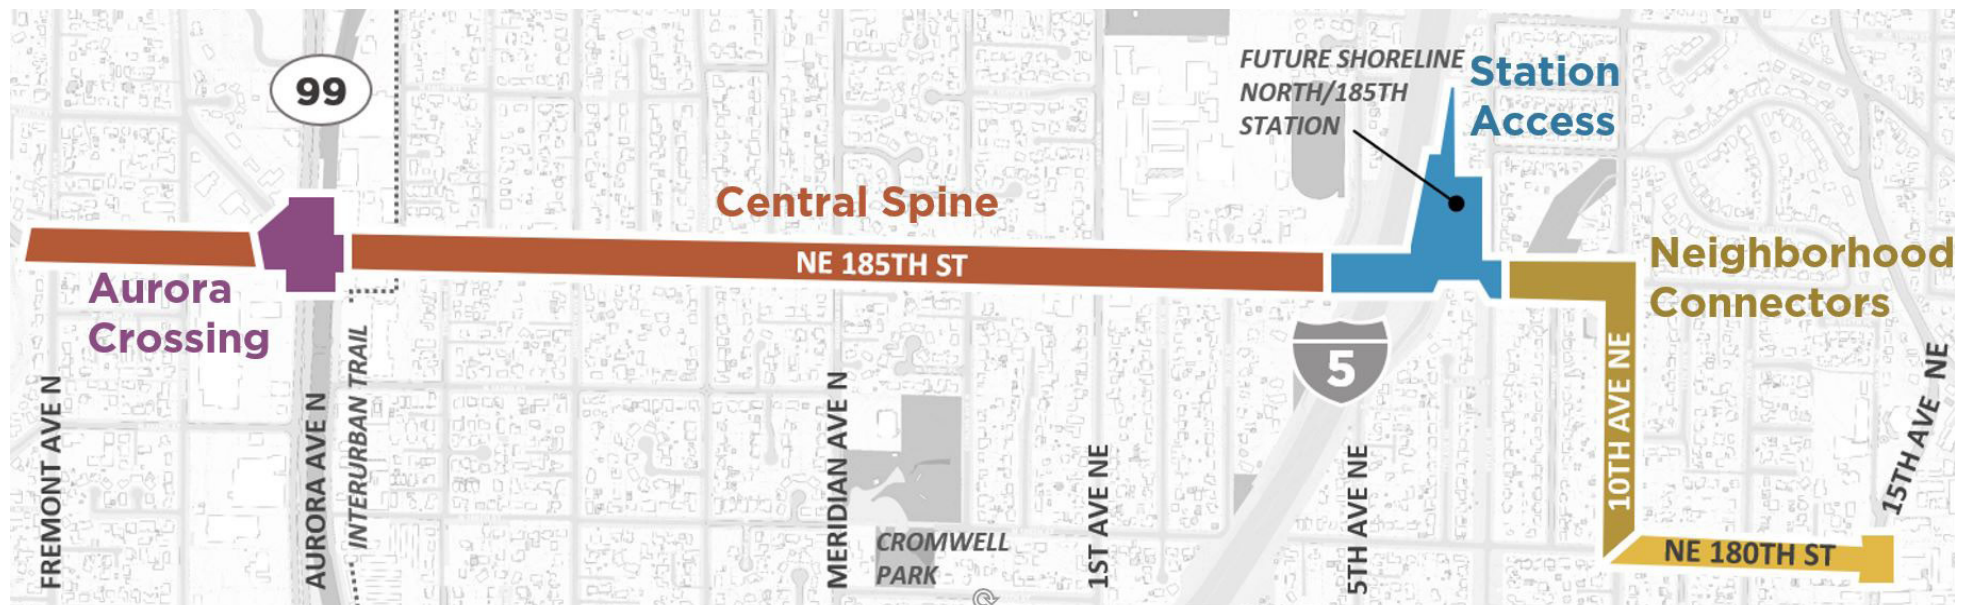 99
FUTURE SHORELINE
NORTH/185TH
STATION
Station
Access
Central Spine
NE 185TH ST
Neighborhood
Connectors
Aurora
Crossing
5
FREMONT AVE N
AURORA AVE N
INTERURBAN TRAIL
MERIDIAN AVE N
CROMWELL
PARK
1ST AVE NE
5TH AVE NE
10TH AVE NE
15TH AVE NE
NE 180TH ST